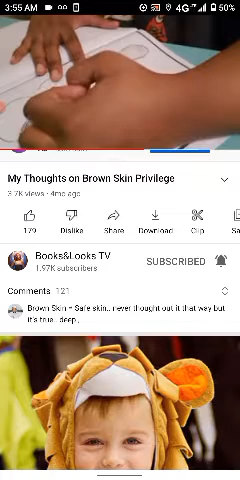 3:55 AM 4G 50%
My Thoughts on Brown Skin Privilege
3.7K views · 4mo ago
179 Dislike Share Download Clip Sa
Books&Looks TV
1.97K subscribers
SUBSCRIBED
Comments 121
Brown Skin = Safe skin.. never thought out it that way but
it's true.. deep,